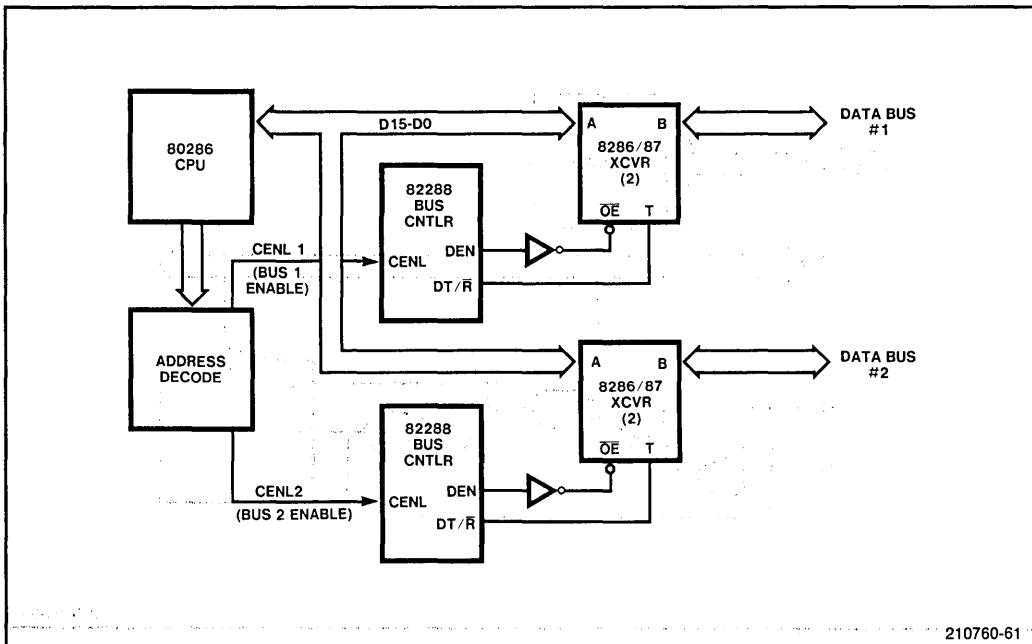 80286
CPU
D15-D0
A B
8286/87
XCVR
(2)
OE T
DATA BUS
#1
82288
BUS
CNTLR
CENL
DEN
DT/R
CENL 1
(BUS 1
ENABLE)
ADDRESS
DECODE
A B
8286/87
XCVR
(2)
OE T
DATA BUS
#2
82288
BUS
CNTLR
CENL
DEN
DT/R
CENL2
(BUS 2 ENABLE)
210760-61